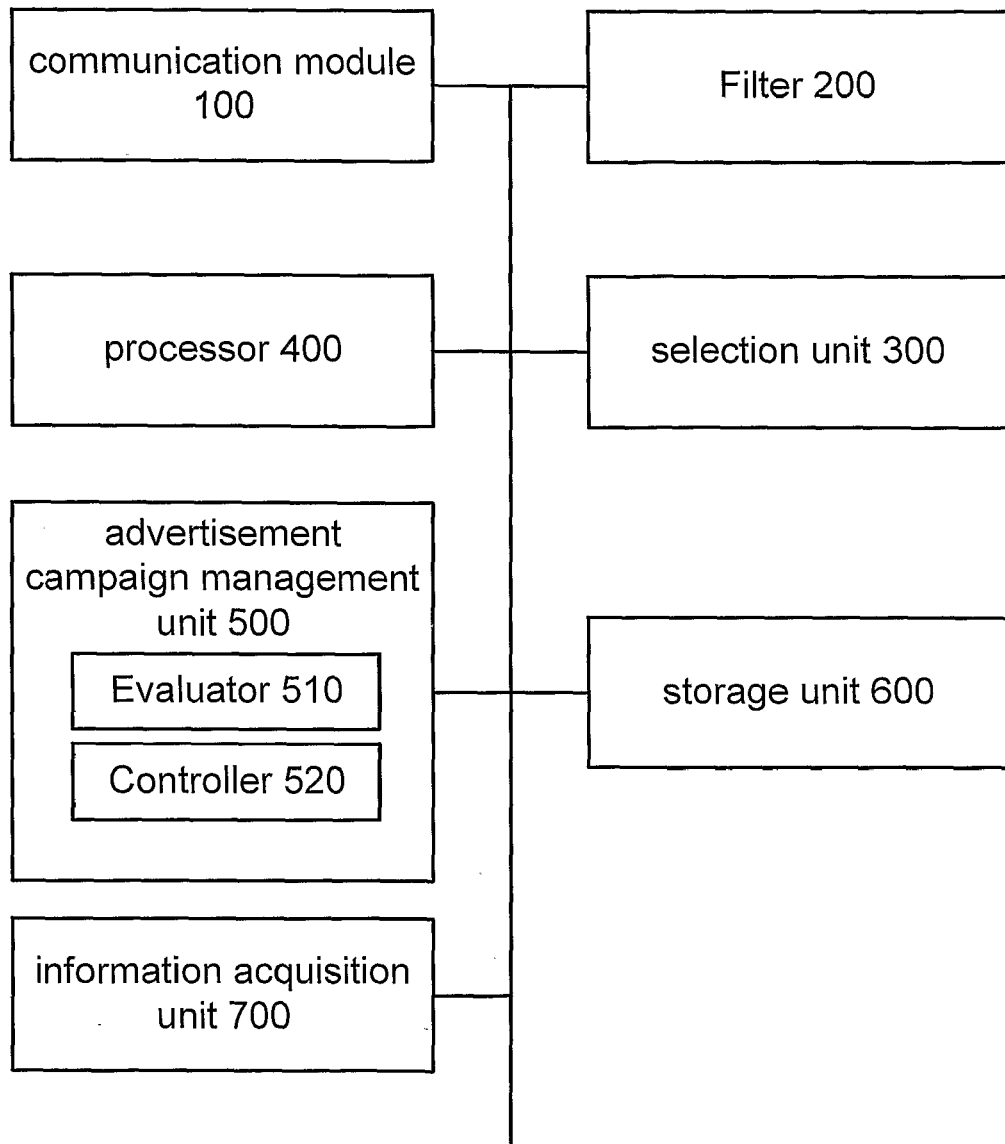 communication module
100
Filter 200
processor 400
selection unit 300
advertisement
campaign management
unit 500
Evaluator 510
Controller 520
storage unit 600
information acquisition
unit 700